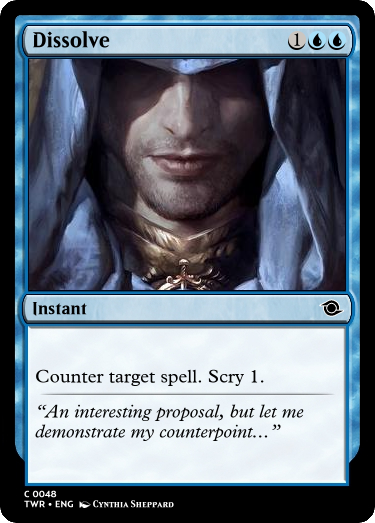 Dissolve 1
Instant
Counter target spell. Scry 1.
“An interesting proposal, but let me
demonstrate my counterpoint…”
C 0048
TWR • ENG Cynthia Sheppard